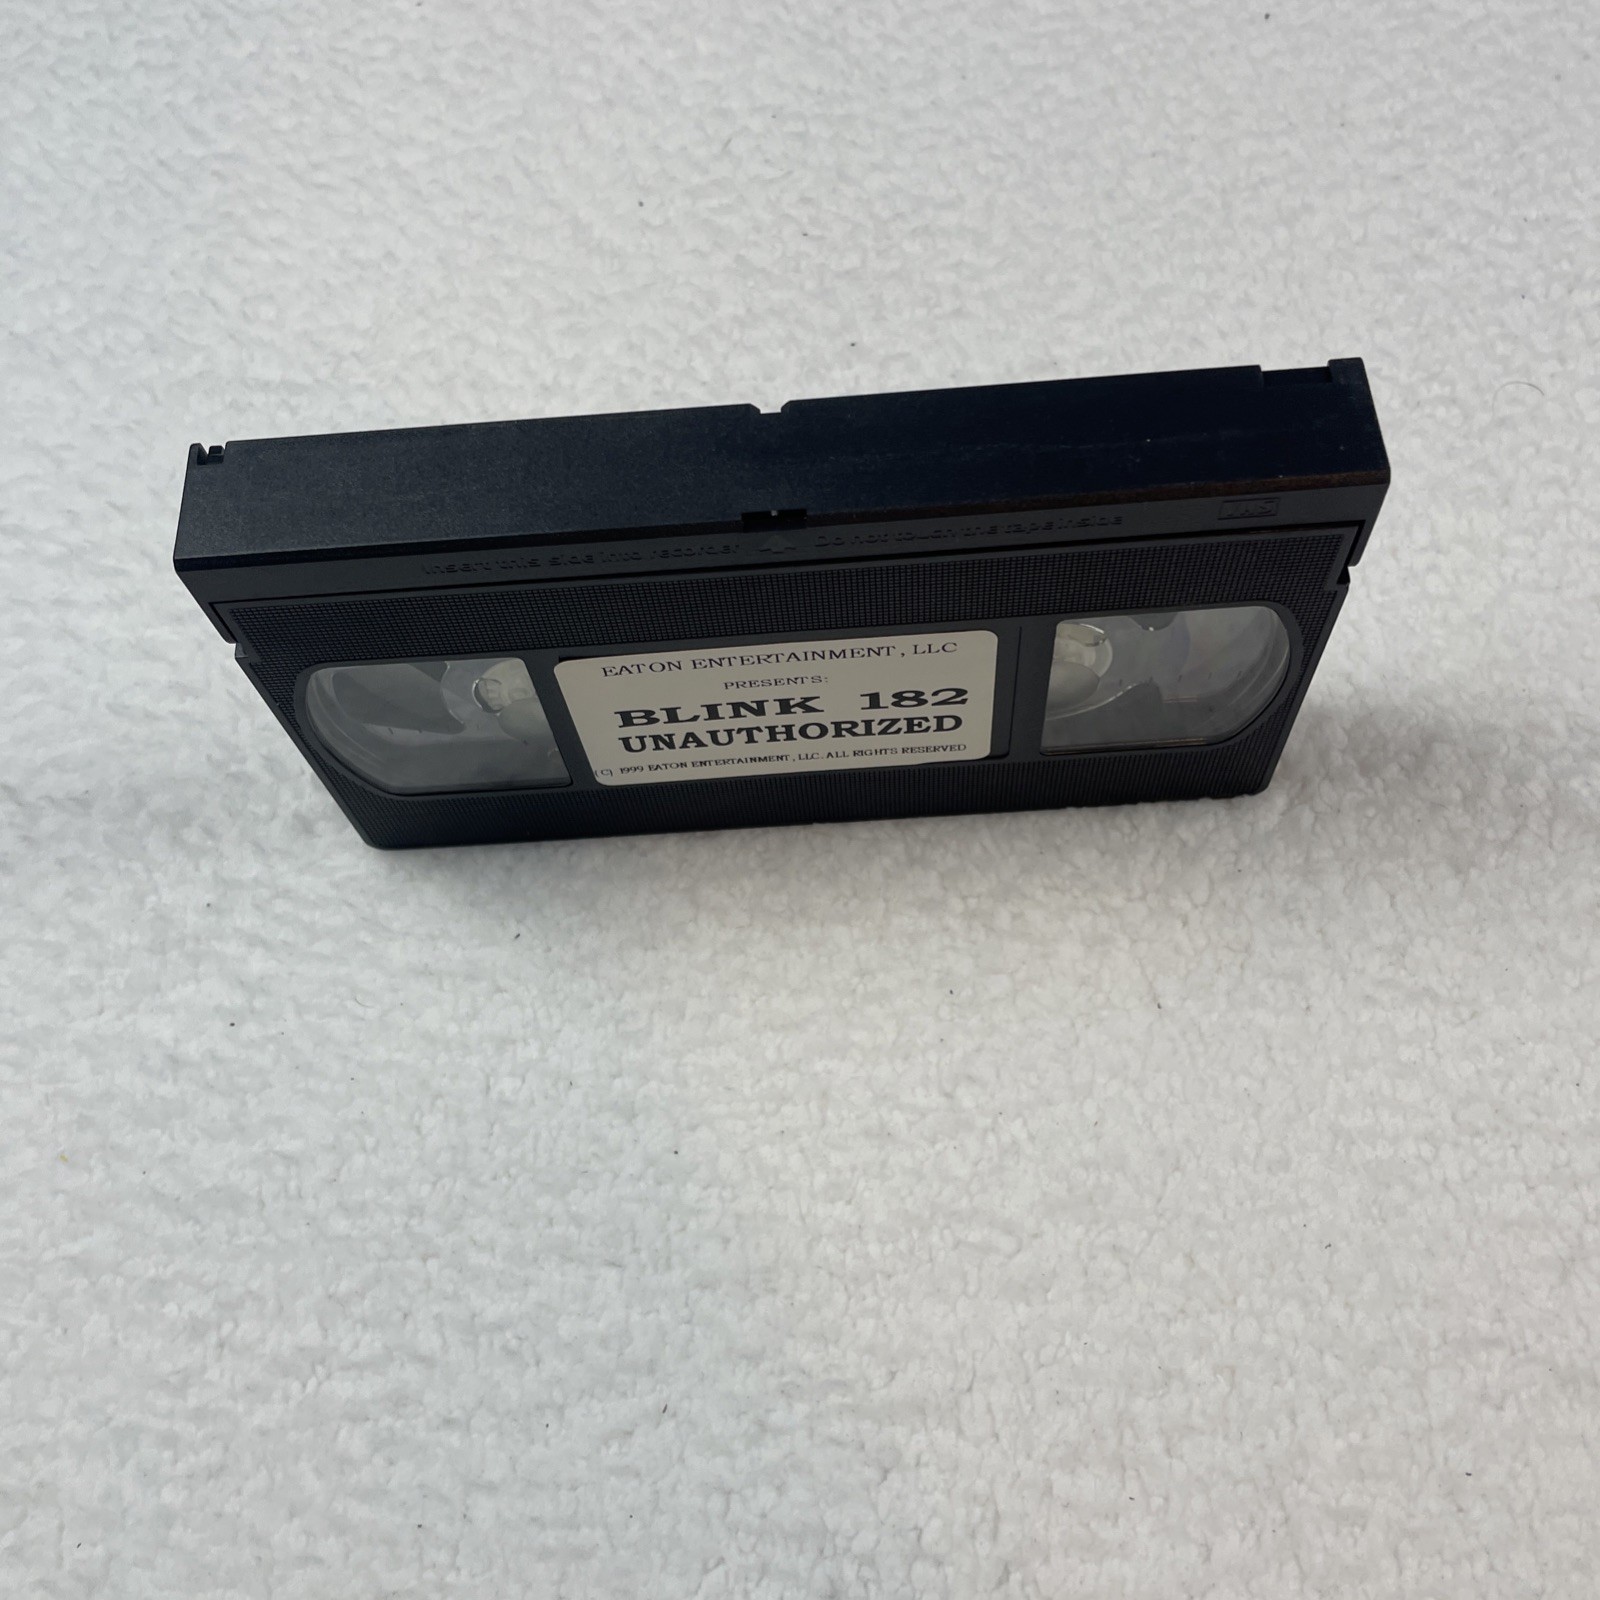 Insert this side into recorder Do not touch the tape inside
VHS
EATON ENTERTAINMENT, LLC
PRESENTS:
BLINK 182
UNAUTHORIZED
(C) 1999 EATON ENTERTAINMENT, LLC. ALL RIGHTS RESERVED